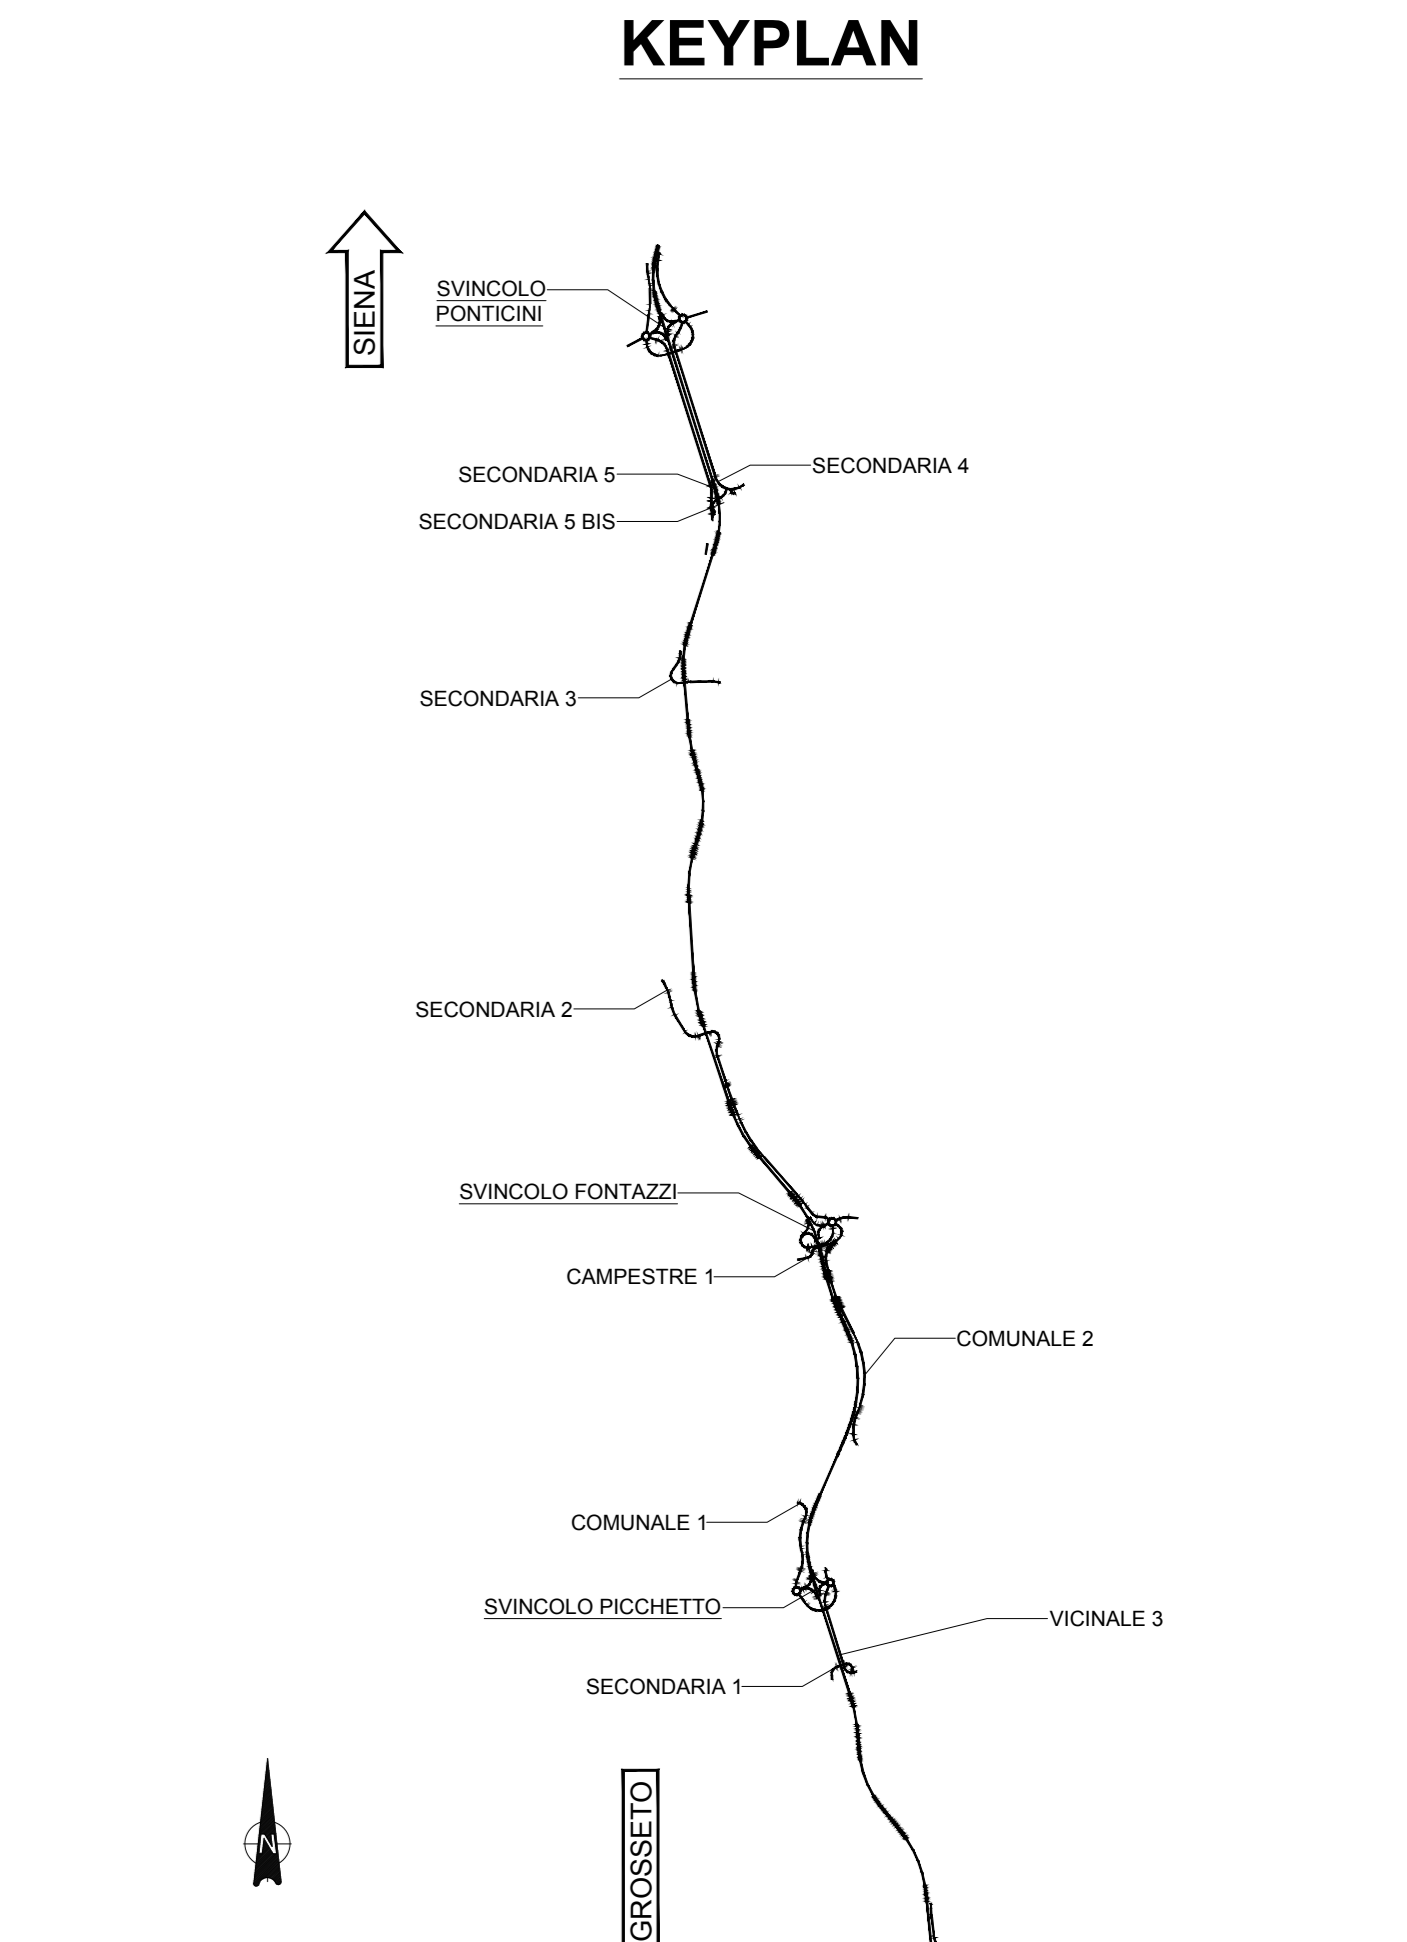 KEYPLAN
SIENA
SVINCOLO
PONTICINI
SECONDARIA 5
SECONDARIA 4
SECONDARIA 5 BIS
SECONDARIA 3
SECONDARIA 2
SVINCOLO FONTAZZI
CAMPESTRE 1
COMUNALE 2
COMUNALE 1
SVINCOLO PICCHETTO
VICINALE 3
SECONDARIA 1
GROSSETO
N